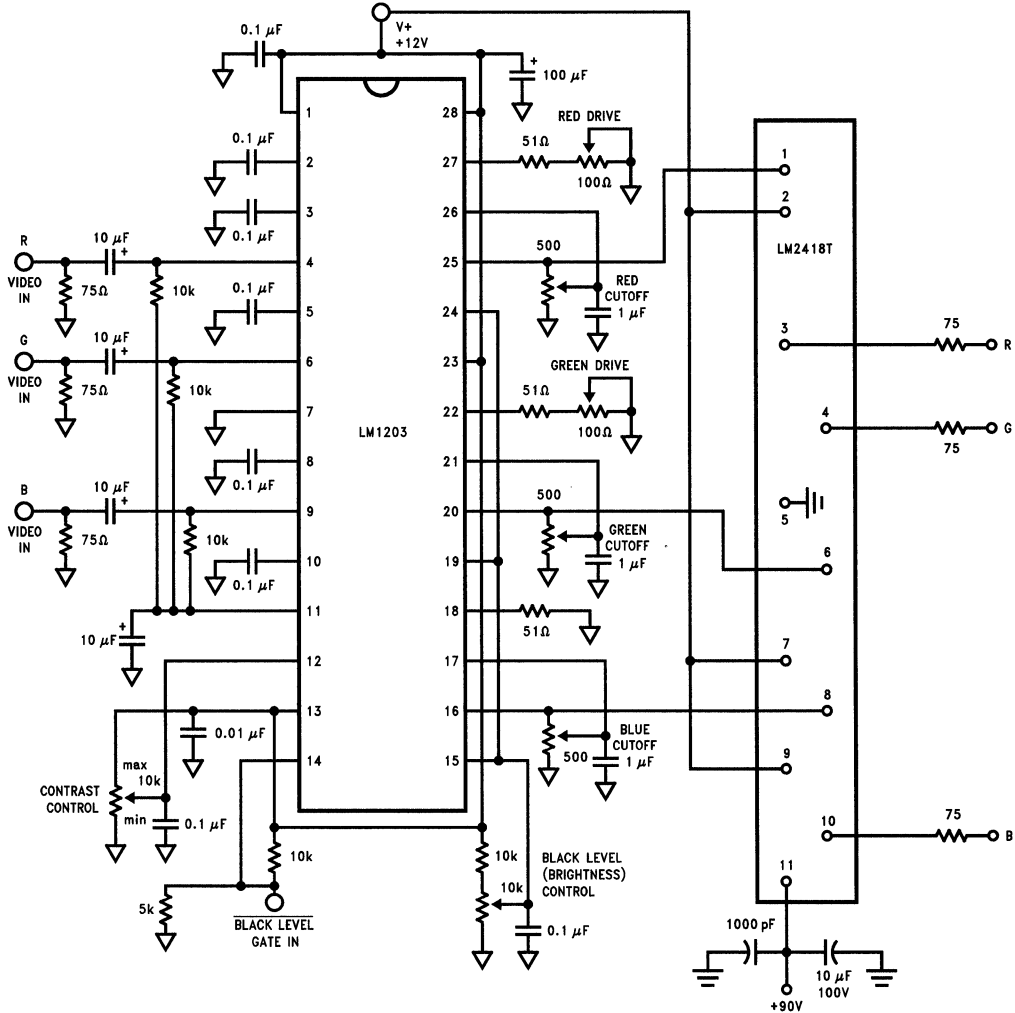 V+
+12V
0.1 μF
100 μF
1
28
RED DRIVE
0.1 μF
51Ω
2
27
100Ω
3
26
0.1 μF
R
10 μF
+
500
4
25
VIDEO
IN
75Ω
10k
0.1 μF
RED
CUTOFF
1 μF
5
24
G
10 μF
+
6
23
VIDEO
IN
75Ω
10k
GREEN DRIVE
51Ω
7
22
100Ω
LM1203
8
21
0.1 μF
B
10 μF
+
500
9
20
VIDEO
IN
75Ω
10k
GREEN
CUTOFF
1 μF
10
19
0.1 μF
11
18
51Ω
+
10 μF
12
17
13
16
0.01 μF
BLUE
CUTOFF
500
1 μF
14
15
max
10k
CONTRAST
CONTROL
min
0.1 μF
10k
5k
BLACK LEVEL
GATE IN
10k
10k
BLACK LEVEL
(BRIGHTNESS)
CONTROL
0.1 μF
+
1
2
LM2418T
3
75
R
4
G
75
5
6
7
8
9
10
75
B
11
1000 pF
10 μF
100V
+90V